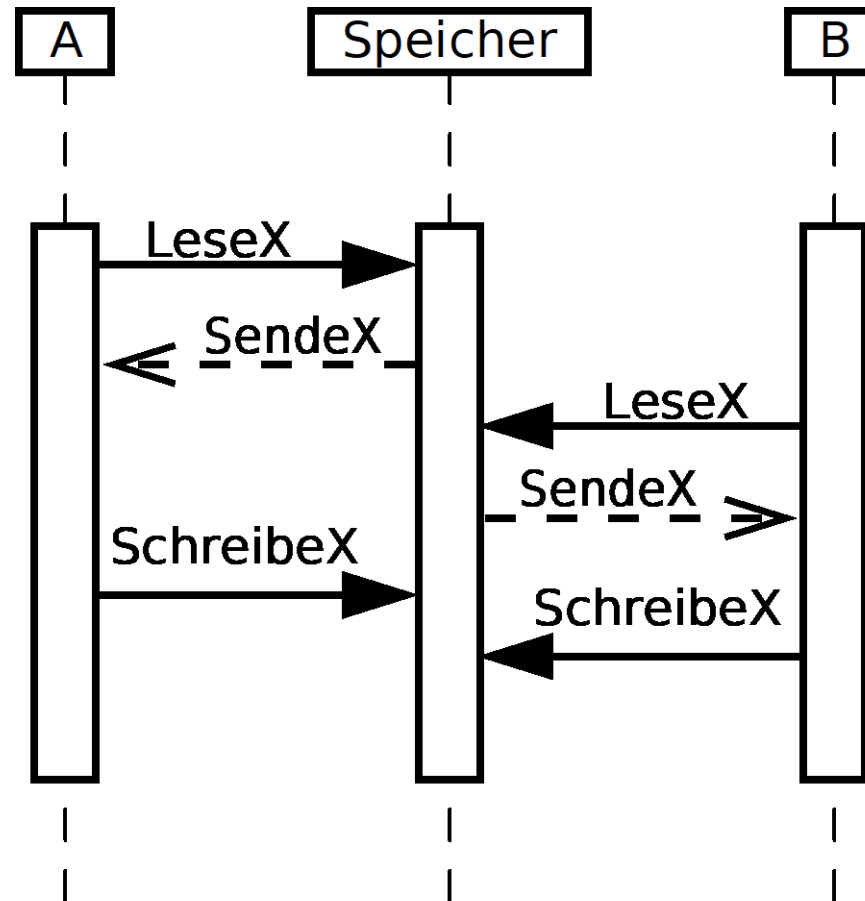 A
Speicher
B
LeseX
SendeX
LeseX
SendeX
SchreibeX
SchreibeX